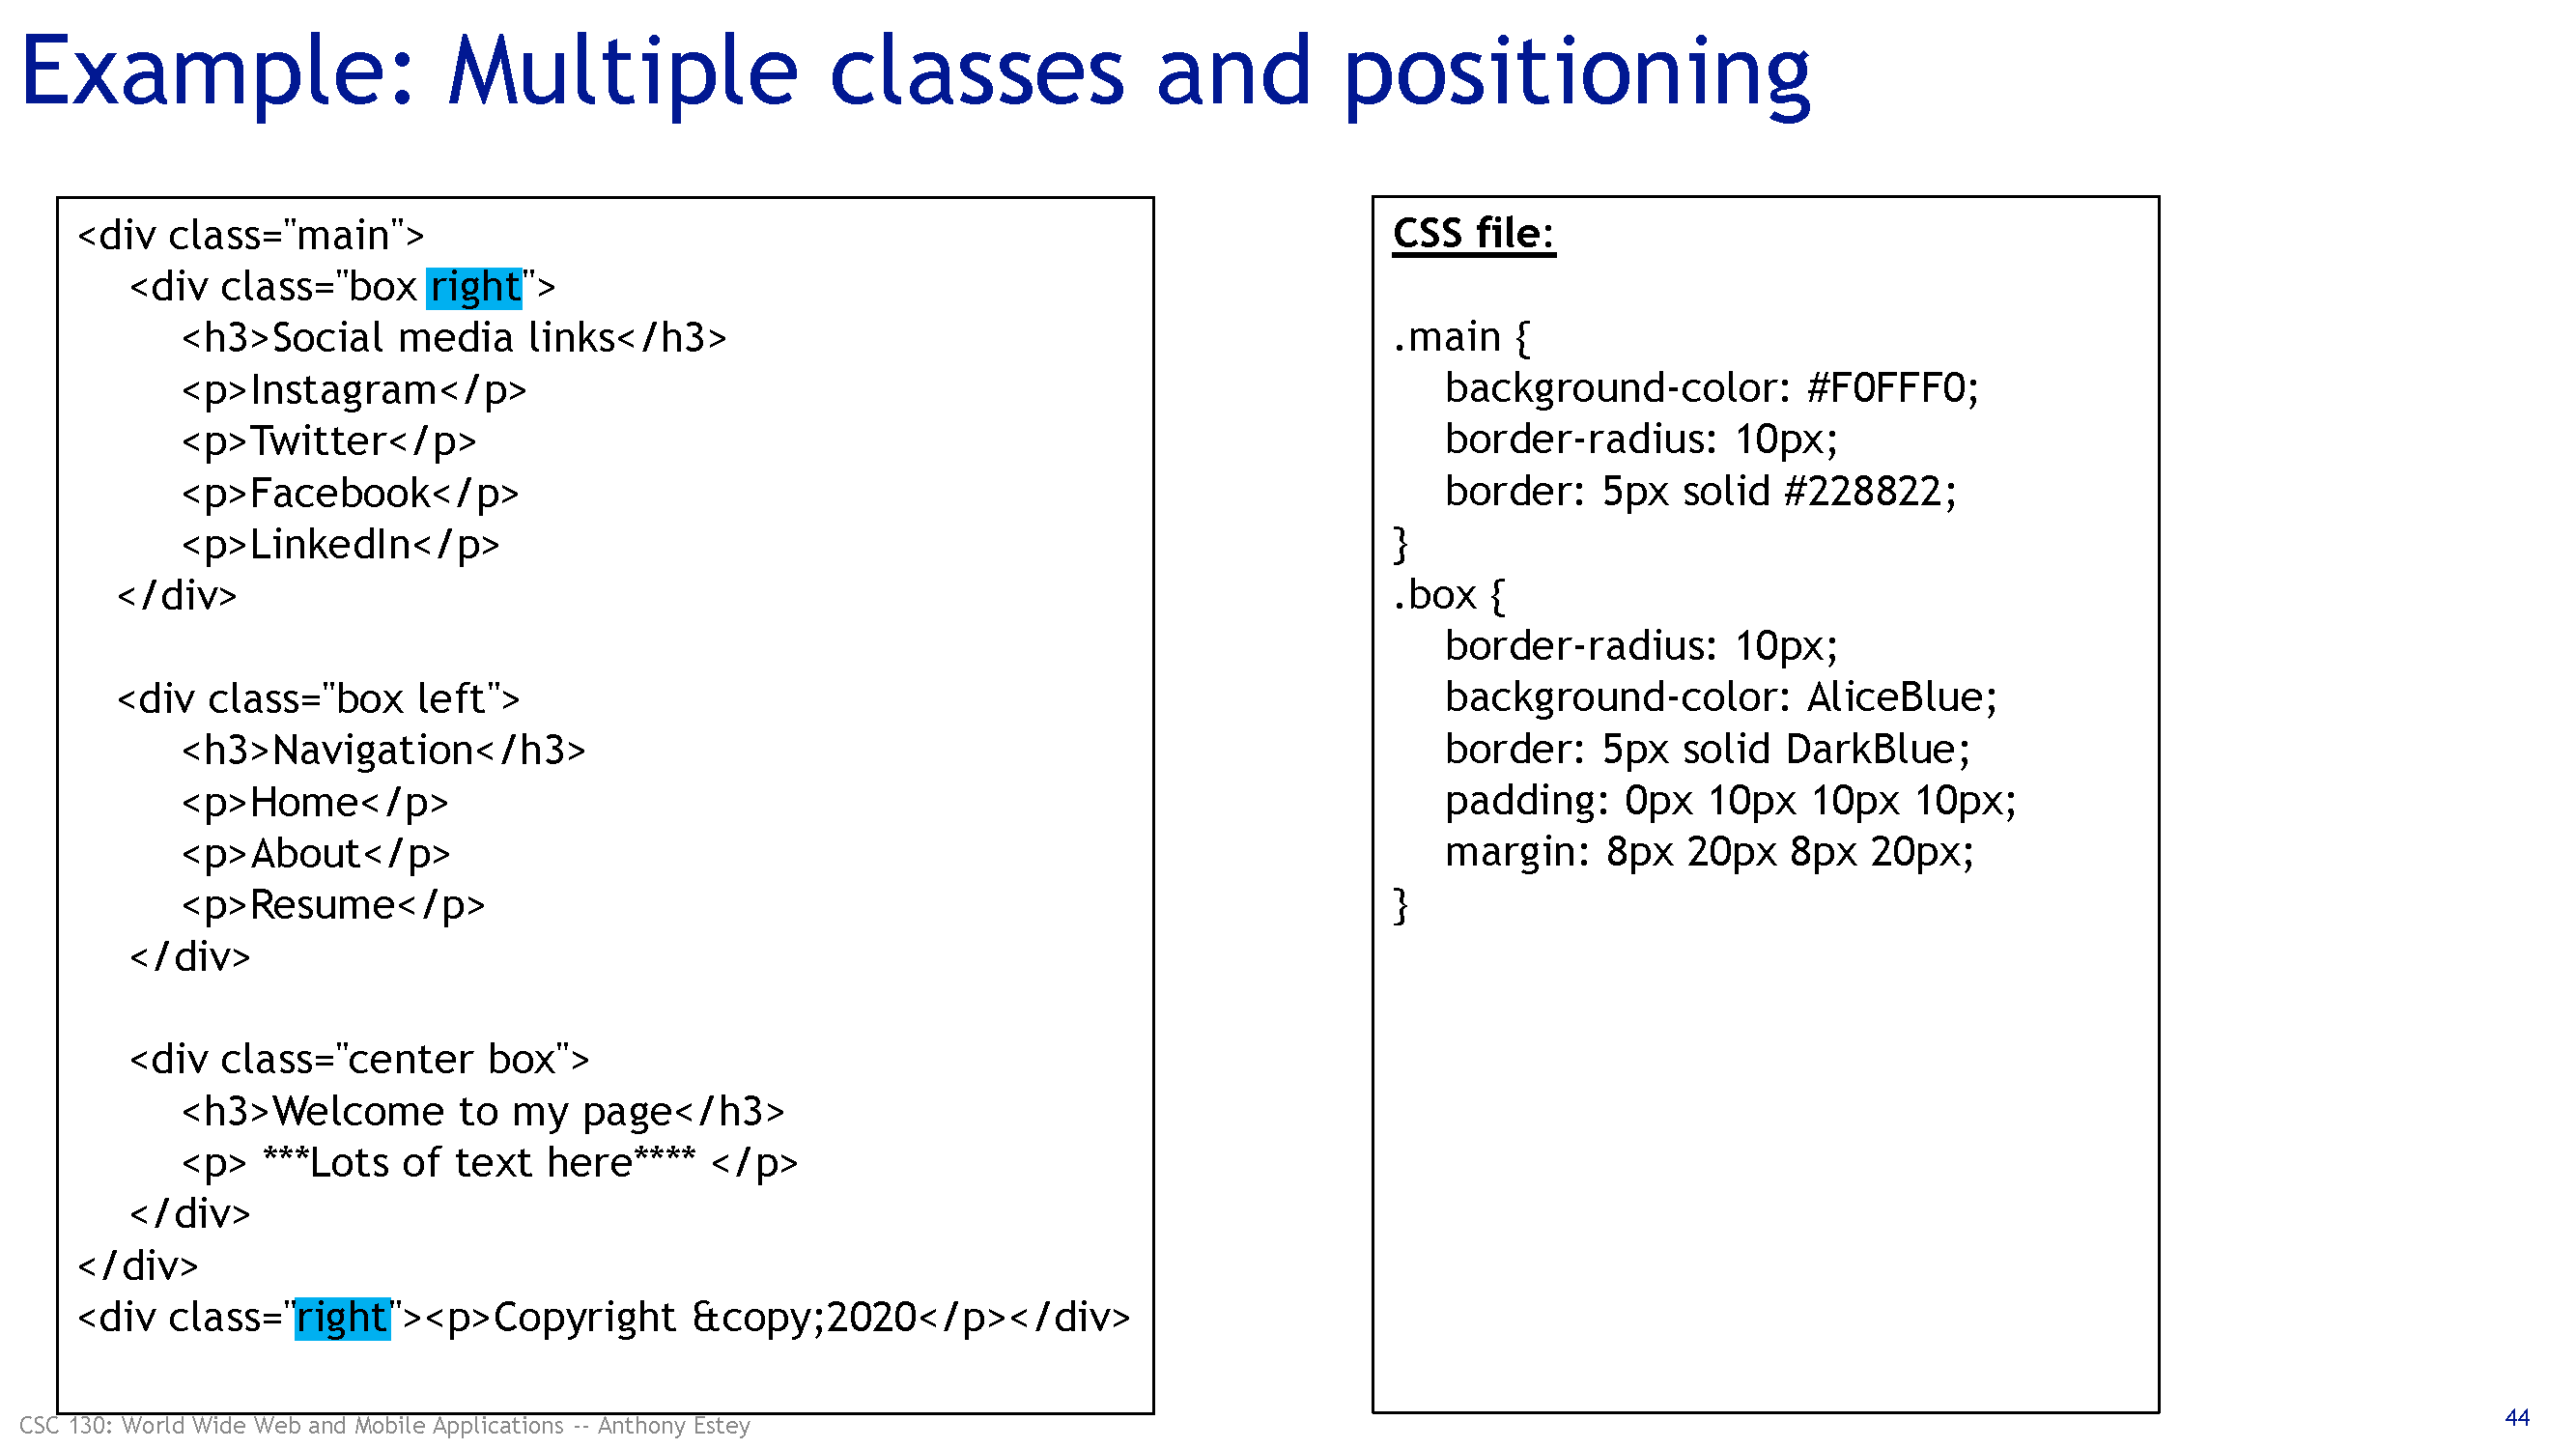 Example: Multiple classes and positioning
<div class="main">
<div class="box right">
<h3>Social media links</h3>
<p>Instagram</p>
<p>Twitter</p>
<p>Facebook</p>
<p>LinkedIn</p>
</div>
<div class="box left">
<h3>Navigation</h3>
<p>Home</p>
<p>About</p>
<p>Resume</p>
</div>
<div class="center box">
<h3>Welcome to my page</h3>
<p> ***Lots of text here**** </p>
</div>
</div>
<div class="right"><p>Copyright &copy;2020</p></div>
CSS file:
.main {
background-color: #F0FFF0;
border-radius: 10px;
border: 5px solid #228822;
}
.box {
border-radius: 10px;
background-color: AliceBlue;
border: 5px solid DarkBlue;
padding: 0px 10px 10px 10px;
margin: 8px 20px 8px 20px;
}
CSC 130: World Wide Web and Mobile Applications -- Anthony Estey
44